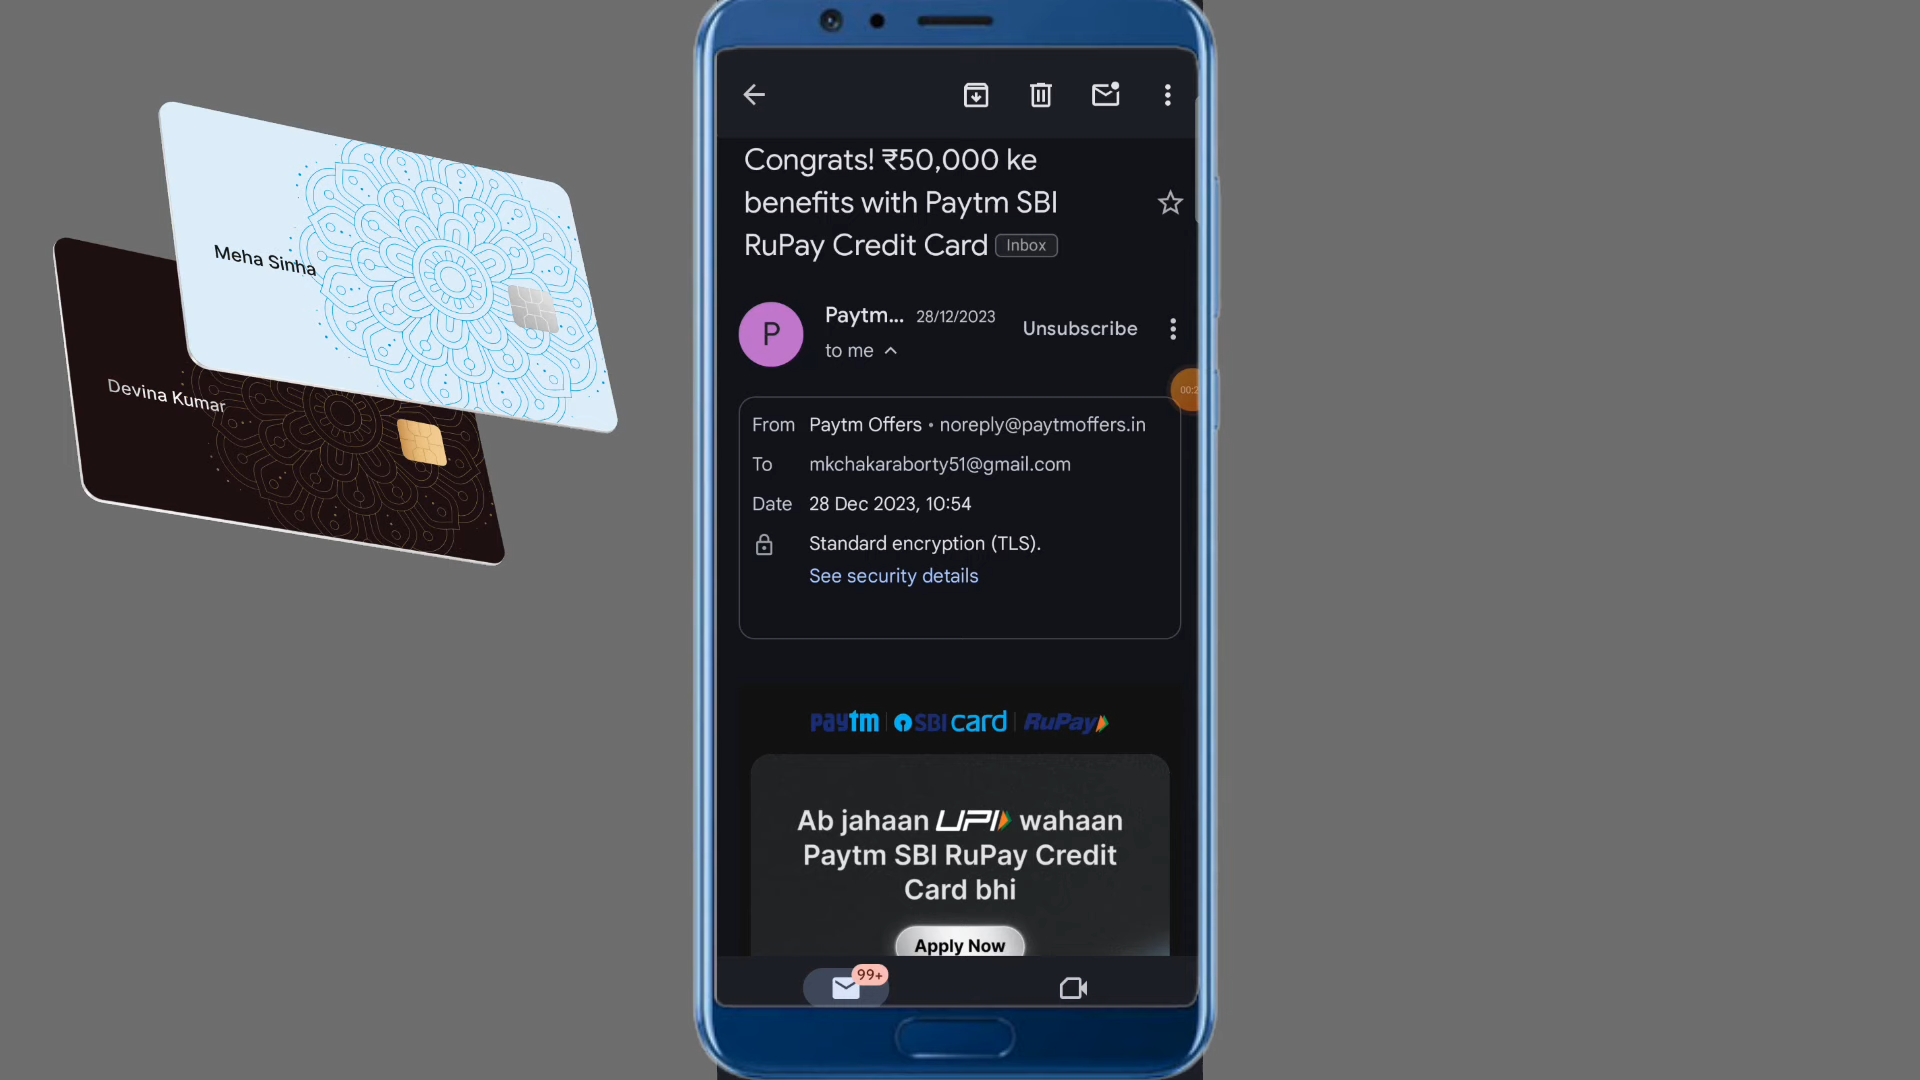 Meha Sinha
Devina Kumar
Congrats! ₹50,000 ke
benefits with Paytm SBI
RuPay Credit Card Inbox
P
Paytm... 28/12/2023
Unsubscribe
to me
00:2
From Paytm Offers • noreply@paytmoffers.in
To mkchakaraborty51@gmail.com
Date 28 Dec 2023, 10:54
Standard encryption (TLS).
See security details
paytm SBI card RuPay
Ab jahaan UPI wahaan
Paytm SBI RuPay Credit
Card bhi
Apply Now
99+